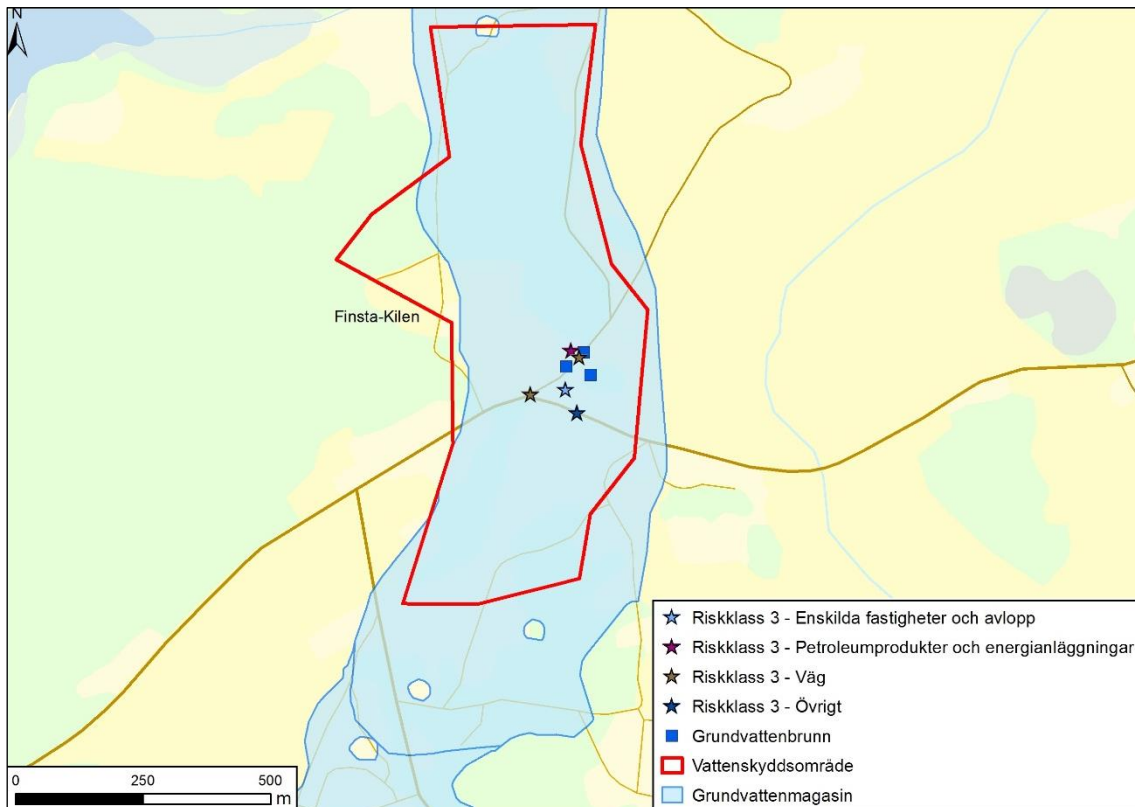 N
Finsta-Kilen
Riskklass 3 - Enskilda fastigheter och avlopp
Riskklass 3 - Petroleumprodukter och energianläggningar
Riskklass 3 - Väg
Riskklass 3 - Övrigt
Grundvattenbrunn
Vattenskyddsområde
Grundvattenmagasin
0 250 500
m